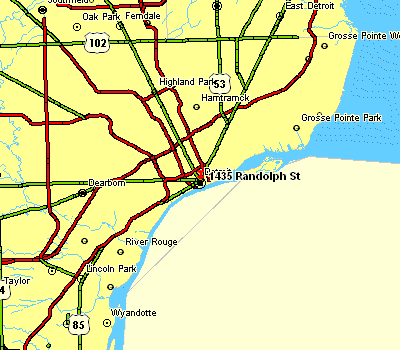 Southfield
Oak Park
Ferndale
East Detroit
Grosse Pointe W
102
Highland Park
53
Hamtramck
Grosse Pointe Park
Detroit
1435 Randolph St
Dearborn
River Rouge
Lincoln Park
Taylor
4
Wyandotte
85